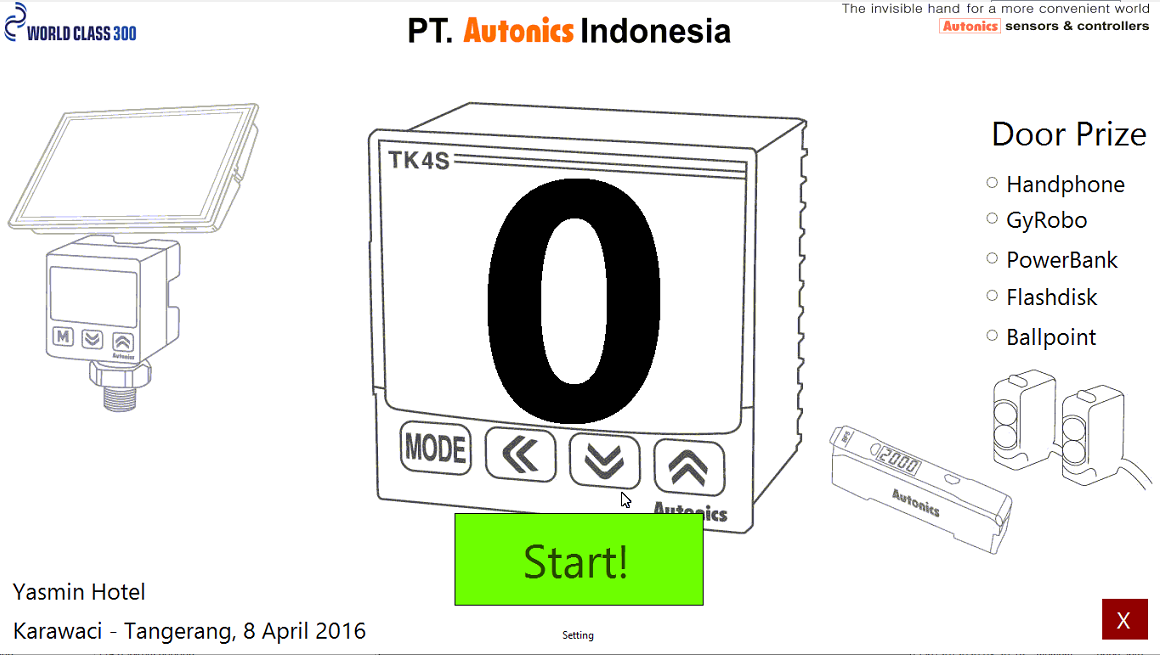 WORLD CLASS 300
PT. Autonics Indonesia
The invisible hand for a more convenient world
Autonics sensors & controllers
TK4S
0
MODE
Autonics
Start!
Setting
M
Autonics
Door Prize
Handphone
GyRobo
PowerBank
Flashdisk
Ballpoint
BF5
2000
Autonics
Yasmin Hotel
Karawaci - Tangerang, 8 April 2016
X